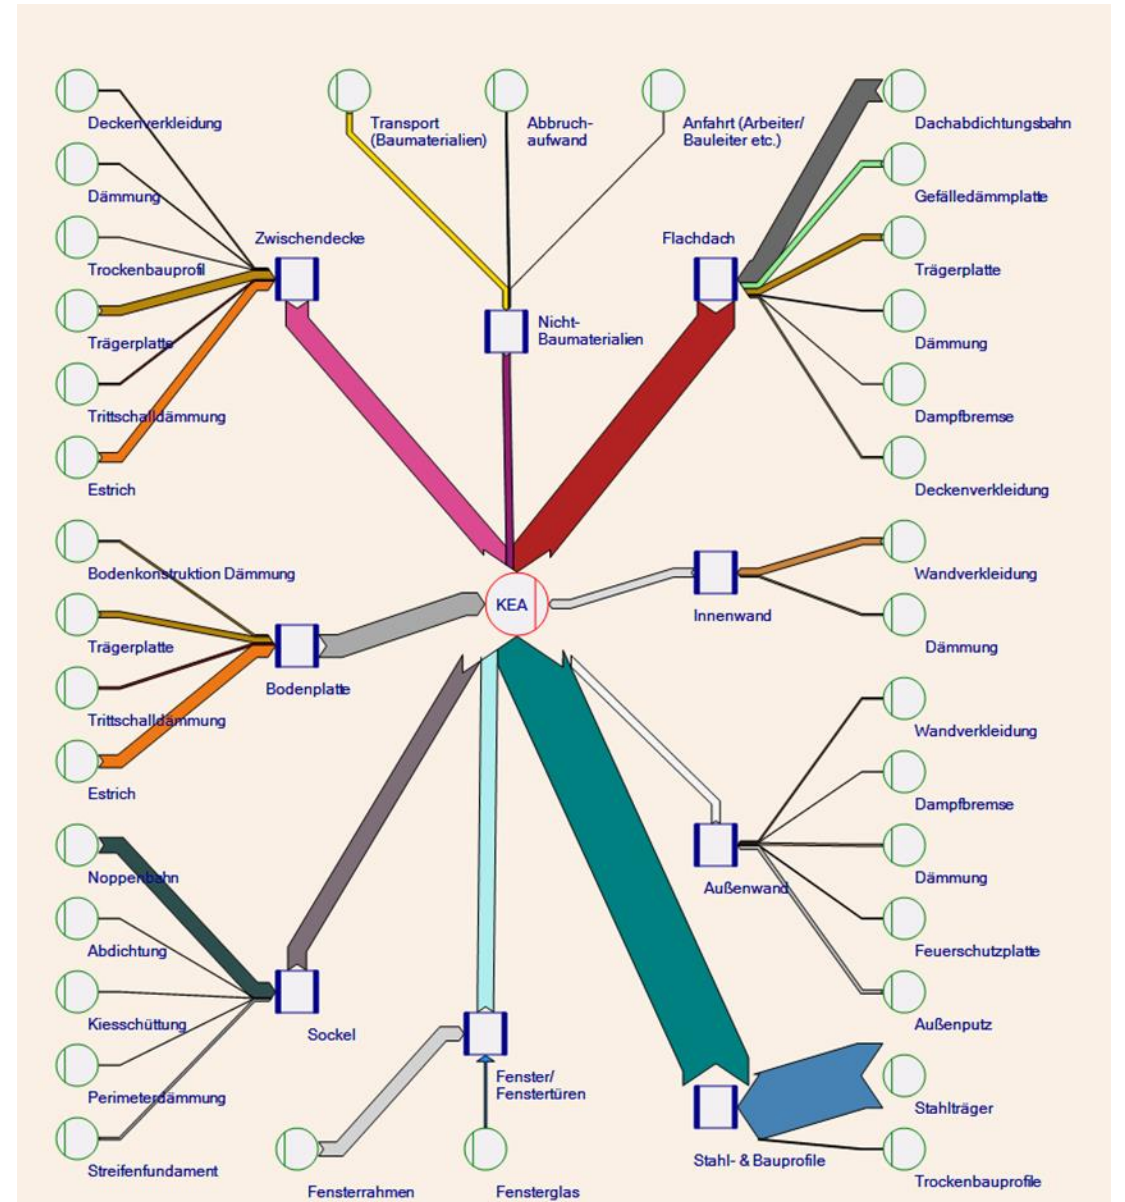 Deckenverkleidung
Dämmung
Trockenbauprofil
Trägerplatte
Trittschalldämmung
Estrich
Zwischendecke
Transport
(Baumaterialien)
Abbruch-
aufwand
Anfahrt (Arbeiter/
Bauleiter etc.)
Nicht-
Baumaterialien
Flachdach
Dachabdichtungsbahn
Gefälledämmplatte
Trägerplatte
Dämmung
Dampfbremse
Deckenverkleidung
Bodenkonstruktion Dämmung
Trägerplatte
Trittschalldämmung
Estrich
Bodenplatte
KEA
Innenwand
Wandverkleidung
Dämmung
Außenwand
Wandverkleidung
Dampfbremse
Dämmung
Feuerschutzplatte
Außenputz
Noppenbahn
Abdichtung
Kiesschüttung
Perimeterdämmung
Streifenfundament
Sockel
Fenster/
Fenstertüren
Fensterrahmen
Fensterglas
Stahl- & Bauprofile
Stahlträger
Trockenbauprofile